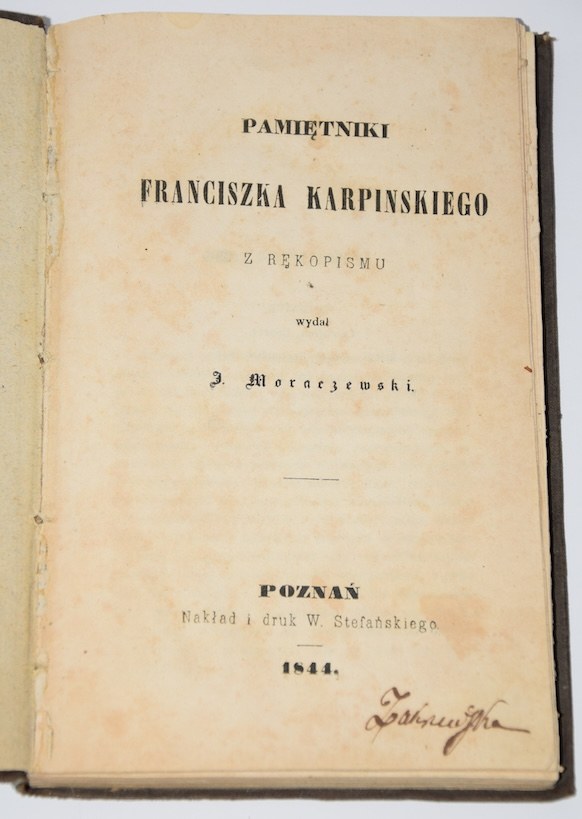 PAMIĘTNIKI
FRANCISZKA KARPINSKIEGO
Z RĘKOPISMU
wydał
J. Moraczewski.
POZNAŃ
Nakład i druk W. Stefańskiego
1844.